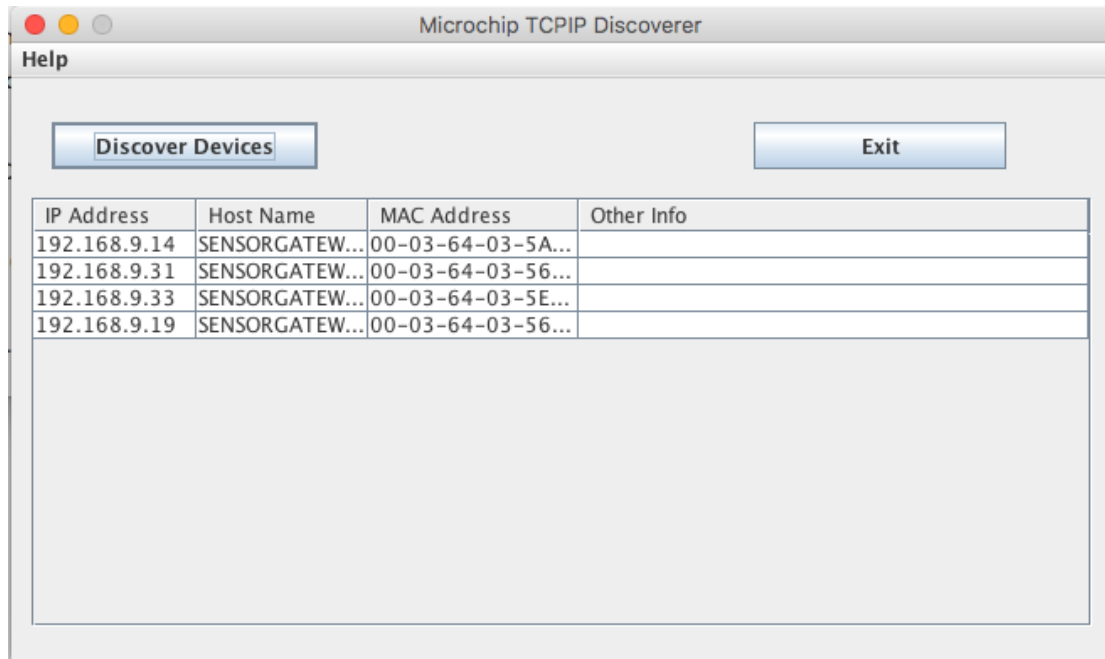 Microchip TCPIP Discoverer
Help
Discover Devices Exit
IP Address Host Name MAC Address Other Info
192.168.9.14 SENSORGATEW... 00-03-64-03-5A...
192.168.9.31 SENSORGATEW... 00-03-64-03-56...
192.168.9.33 SENSORGATEW... 00-03-64-03-5E...
192.168.9.19 SENSORGATEW... 00-03-64-03-56...